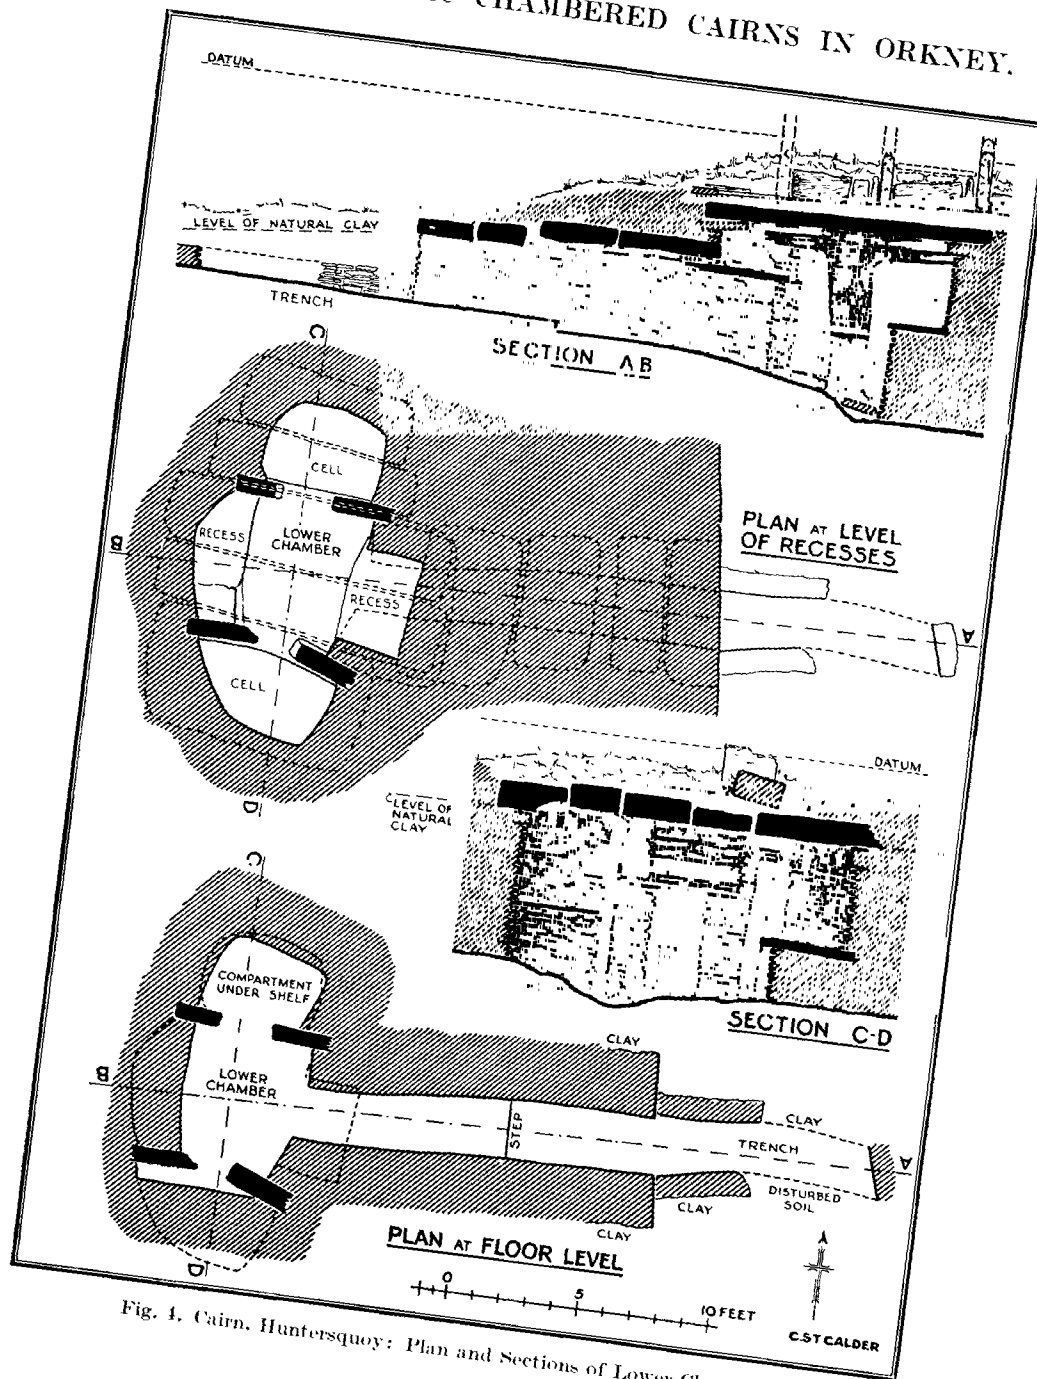 CHAMBERED CAIRNS IN ORKNEY.
DATUM
LEVEL OF NATURAL CLAY
TRENCH
SECTION AB
C
CELL
RECESS
LOWER
CHAMBER
RECESS
B
A
CELL
D
PLAN AT LEVEL
OF RECESSES
DATUM
LEVEL OF
NATURAL
CLAY
SECTION C-D
C
COMPARTMENT
UNDER SHELF
LOWER
CHAMBER
B
CLAY
STEP
CLAY
TRENCH
A
DISTURBED
SOIL
CLAY
CLAY
D
PLAN AT FLOOR LEVEL
0 5 10 FEET
C.S.T CALDER
Fig. 4. Cairn, Huntersquoy: Plan and Sections of Lower